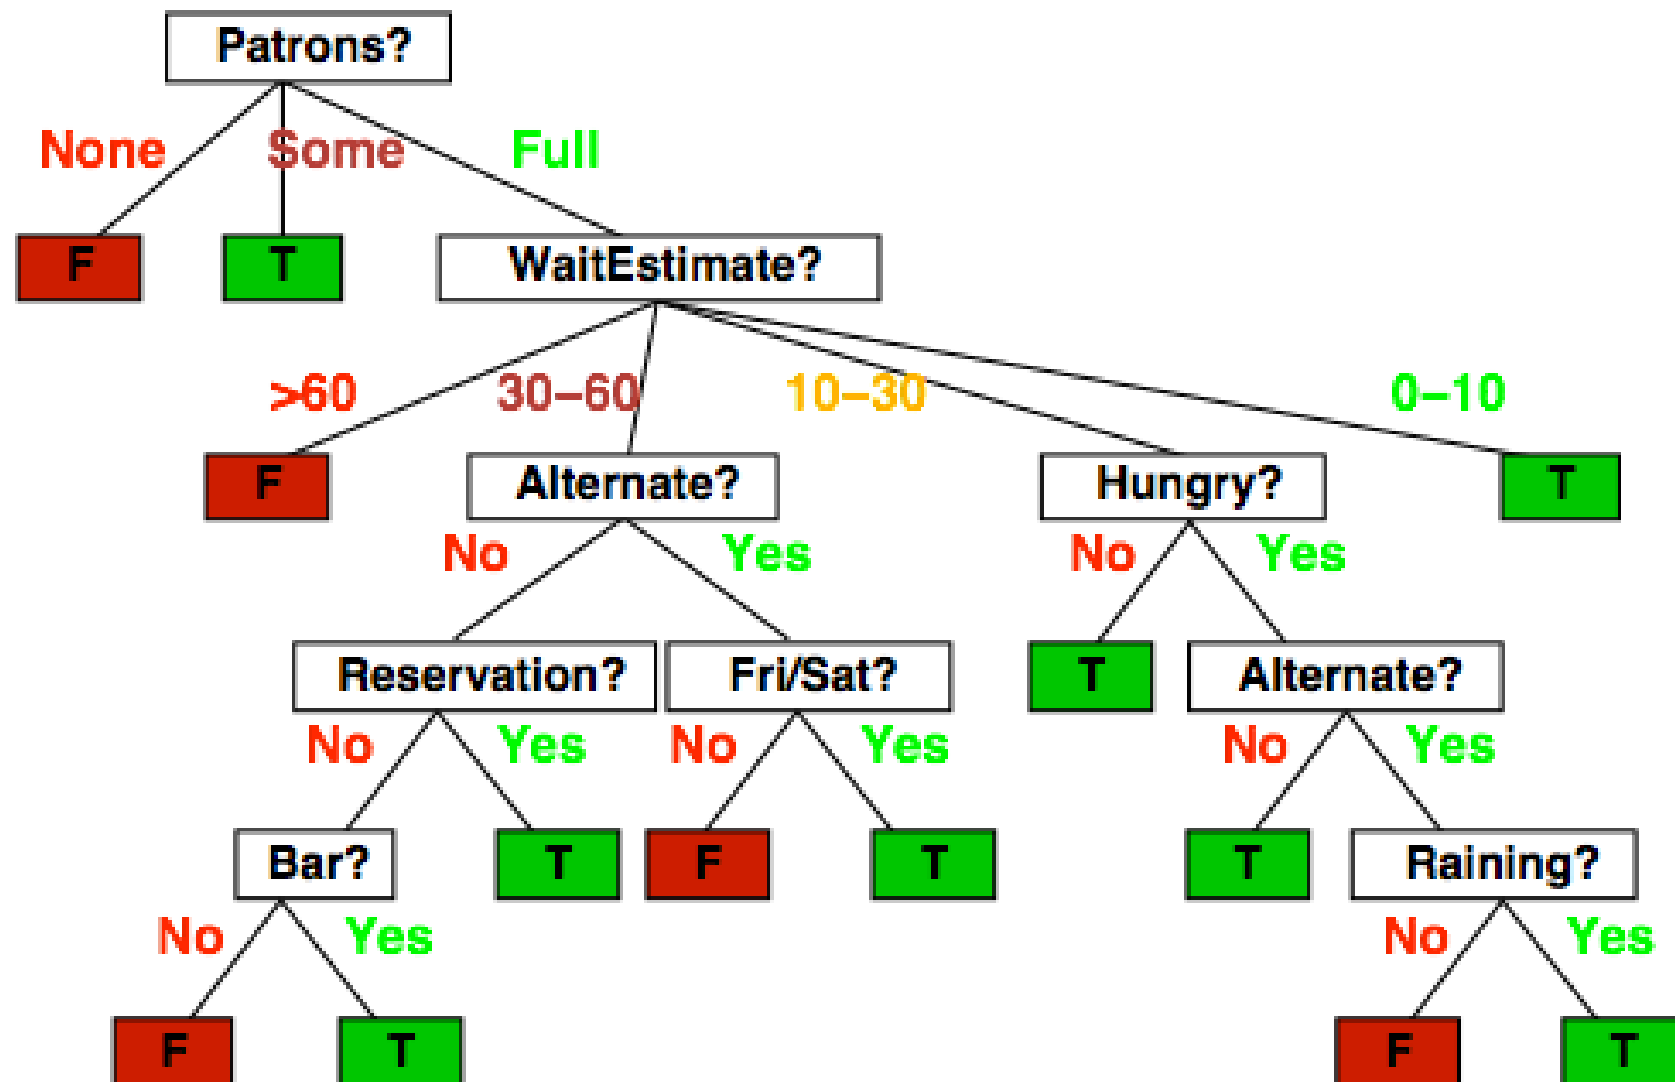 Patrons?
None Some Full
F T WaitEstimate?
>60 30–60 10–30 0–10
F Alternate? Hungry? T
No Yes No Yes
Reservation? Fri/Sat? T Alternate?
No Yes No Yes No Yes
Bar? T F T T Raining?
No Yes No Yes
F T F T